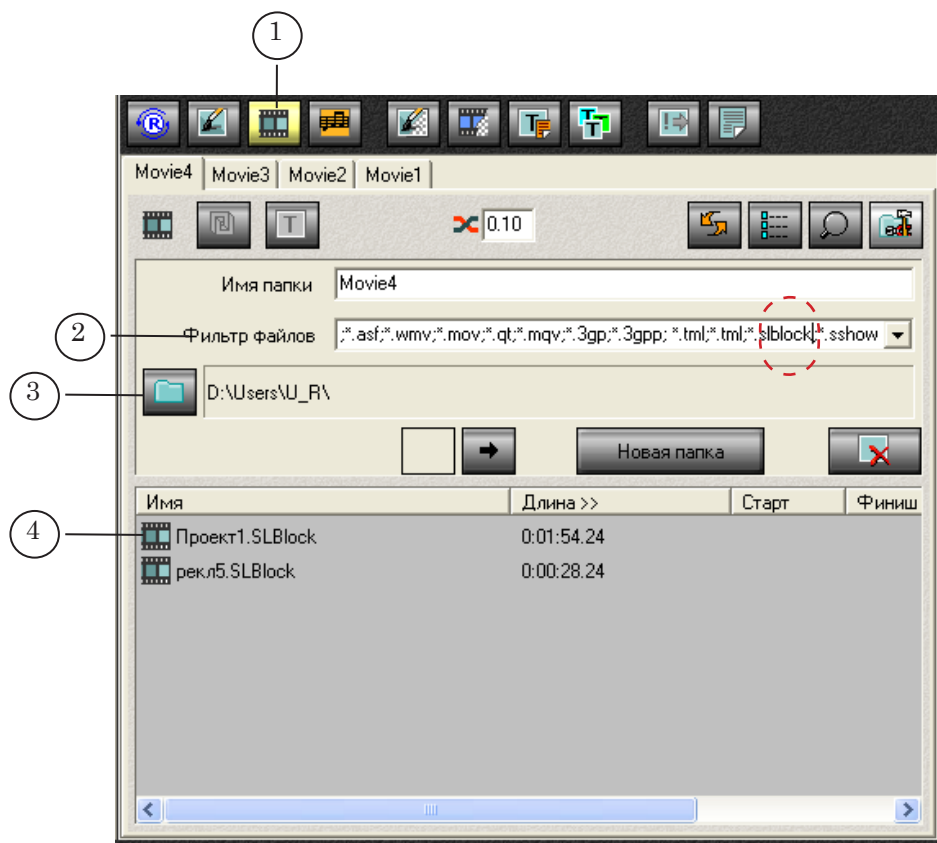 1
Movie4 Movie3 Movie2 Movie1
T 0.10
Имя папки Movie4
2 Фильтр файлов ;*.asf;*.wmv;*.mov;*.qt;*.mqv;*.3gp;*.3gpp; *.tml;*.tml;*.slblock;*.sshow
3 D:\Users\U_R\
Новая папка
Имя Длина >> Старт Финиш
4 Проект1.SLBlock 0:01:54.24
рекл5.SLBlock 0:00:28.24